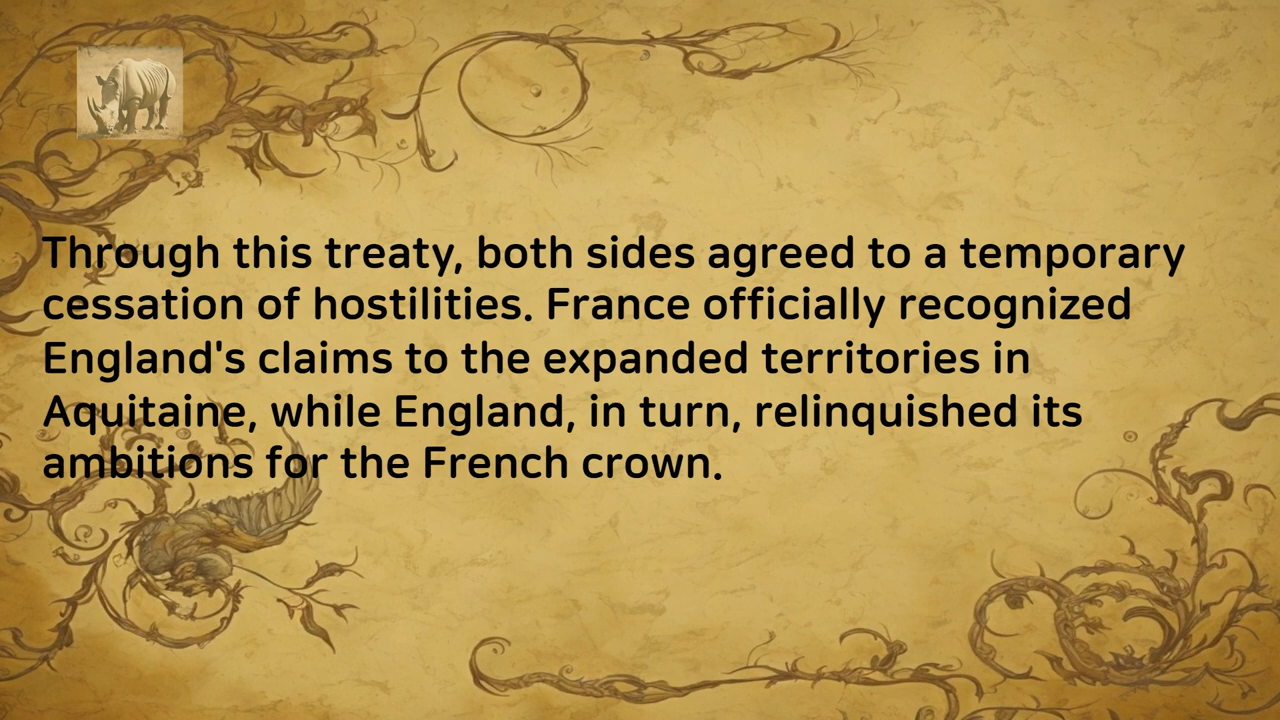 Through this treaty, both sides agreed to a temporary
cessation of hostilities. France officially recognized
England's claims to the expanded territories in
Aquitaine, while England, in turn, relinquished its
ambitions for the French crown.